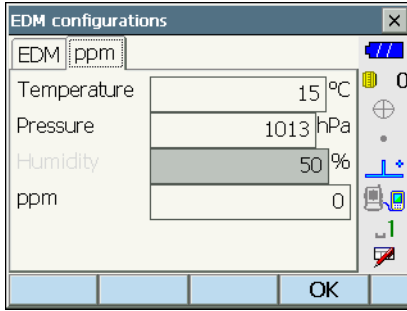 EDM configurations
EDM ppm
Temperature 15 °C
0
Pressure 1013 hPa
Humidity 50 %
ppm 0
1
OK